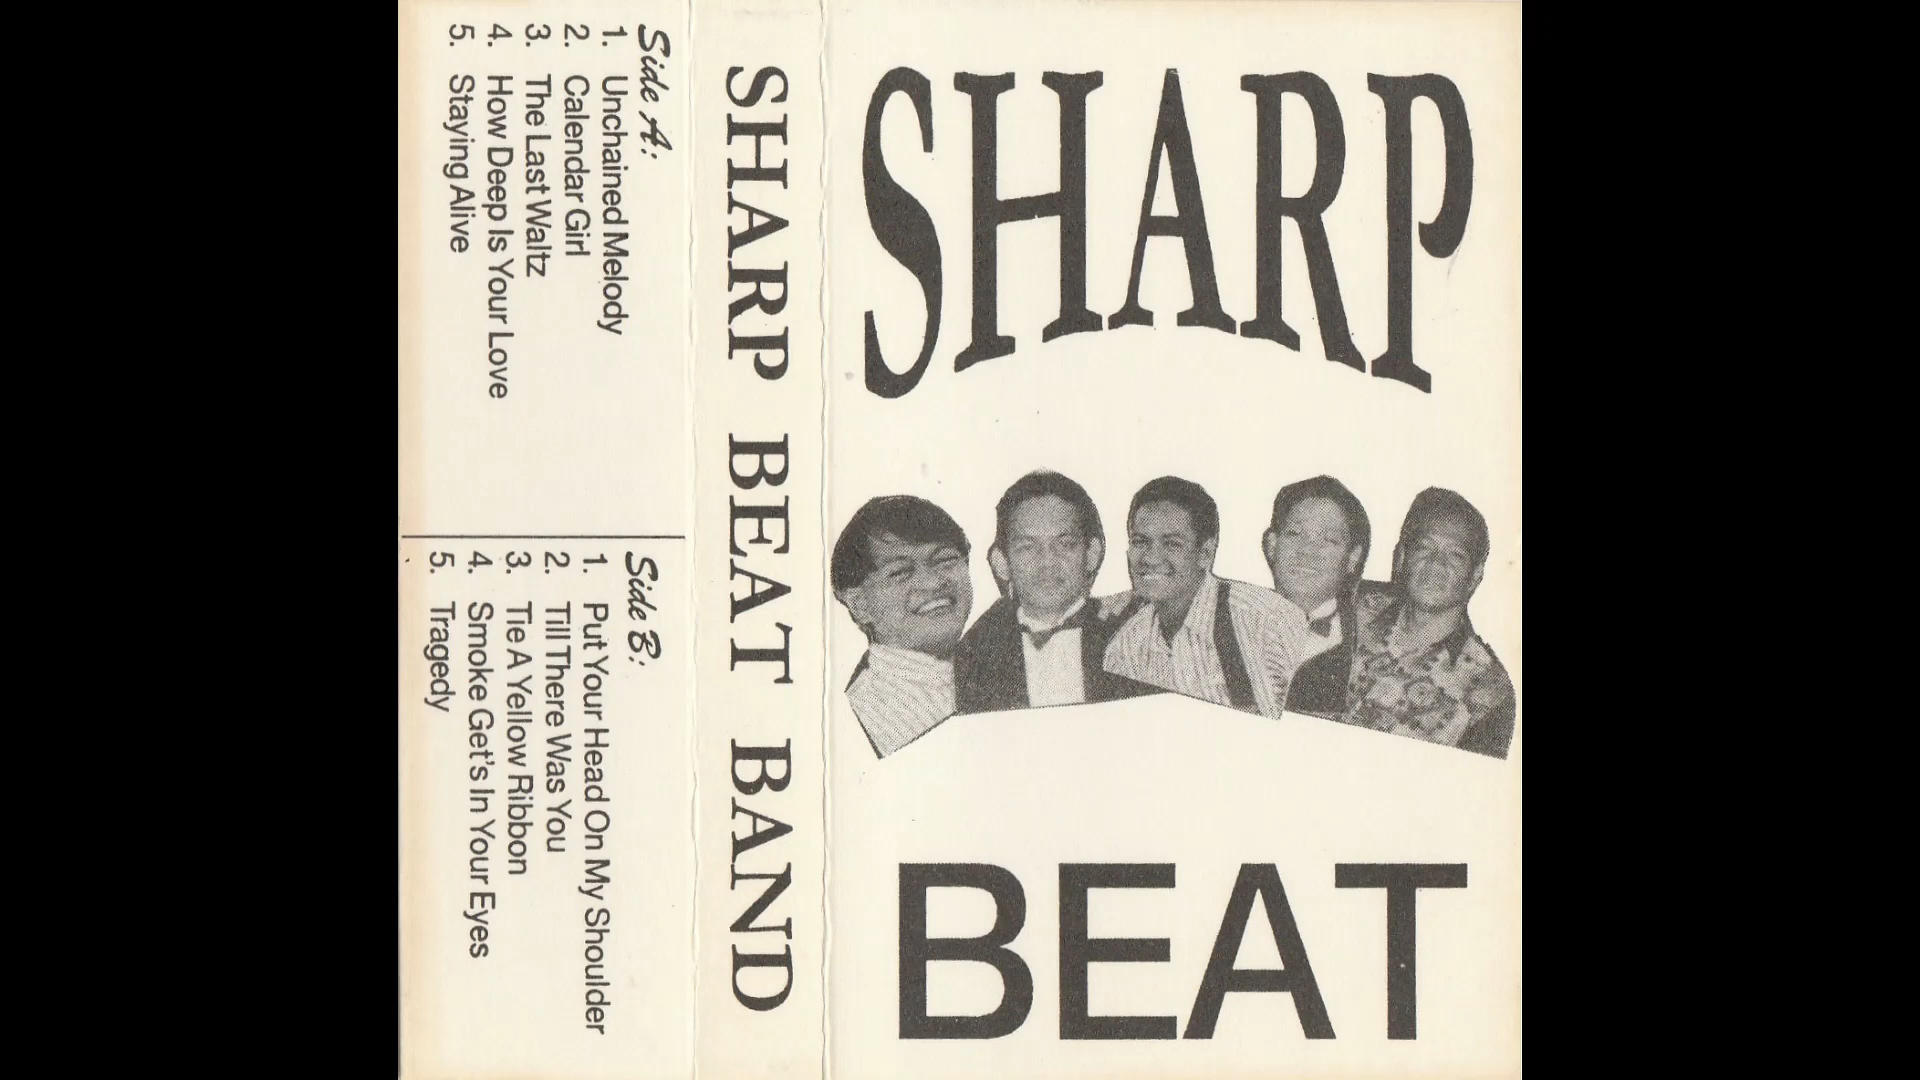 SHARP
BEAT
SHARP BEAT BAND
Side A:
1. Unchained Melody
2. Calendar Girl
3. The Last Waltz
4. How Deep Is Your Love
5. Staying Alive
Side B:
1. Put Your Head On My Shoulder
2. Till There Was You
3. Tie A Yellow Ribbon
4. Smoke Get's In Your Eyes
5. Tragedy